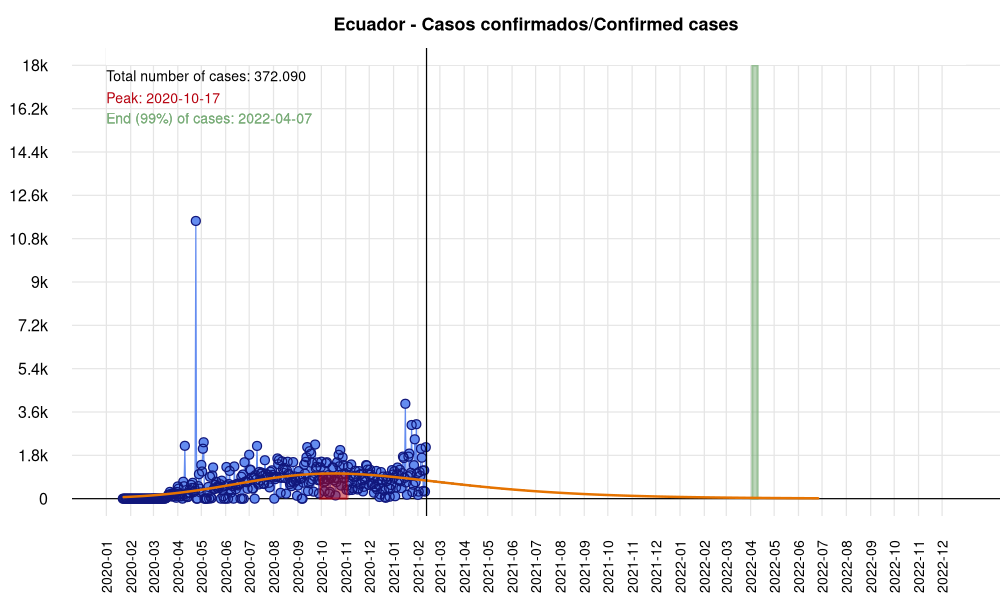 Ecuador - Casos confirmados/Confirmed cases
Total number of cases: 372.090
Peak: 2020-10-17
End (99%) of cases: 2022-04-07
18k
16.2k
14.4k
12.6k
10.8k
9k
7.2k
5.4k
3.6k
1.8k
0
2020-01
2020-02
2020-03
2020-04
2020-05
2020-06
2020-07
2020-08
2020-09
2020-10
2020-11
2020-12
2021-01
2021-02
2021-03
2021-04
2021-05
2021-06
2021-07
2021-08
2021-09
2021-10
2021-11
2021-12
2022-01
2022-02
2022-03
2022-04
2022-05
2022-06
2022-07
2022-08
2022-09
2022-10
2022-11
2022-12